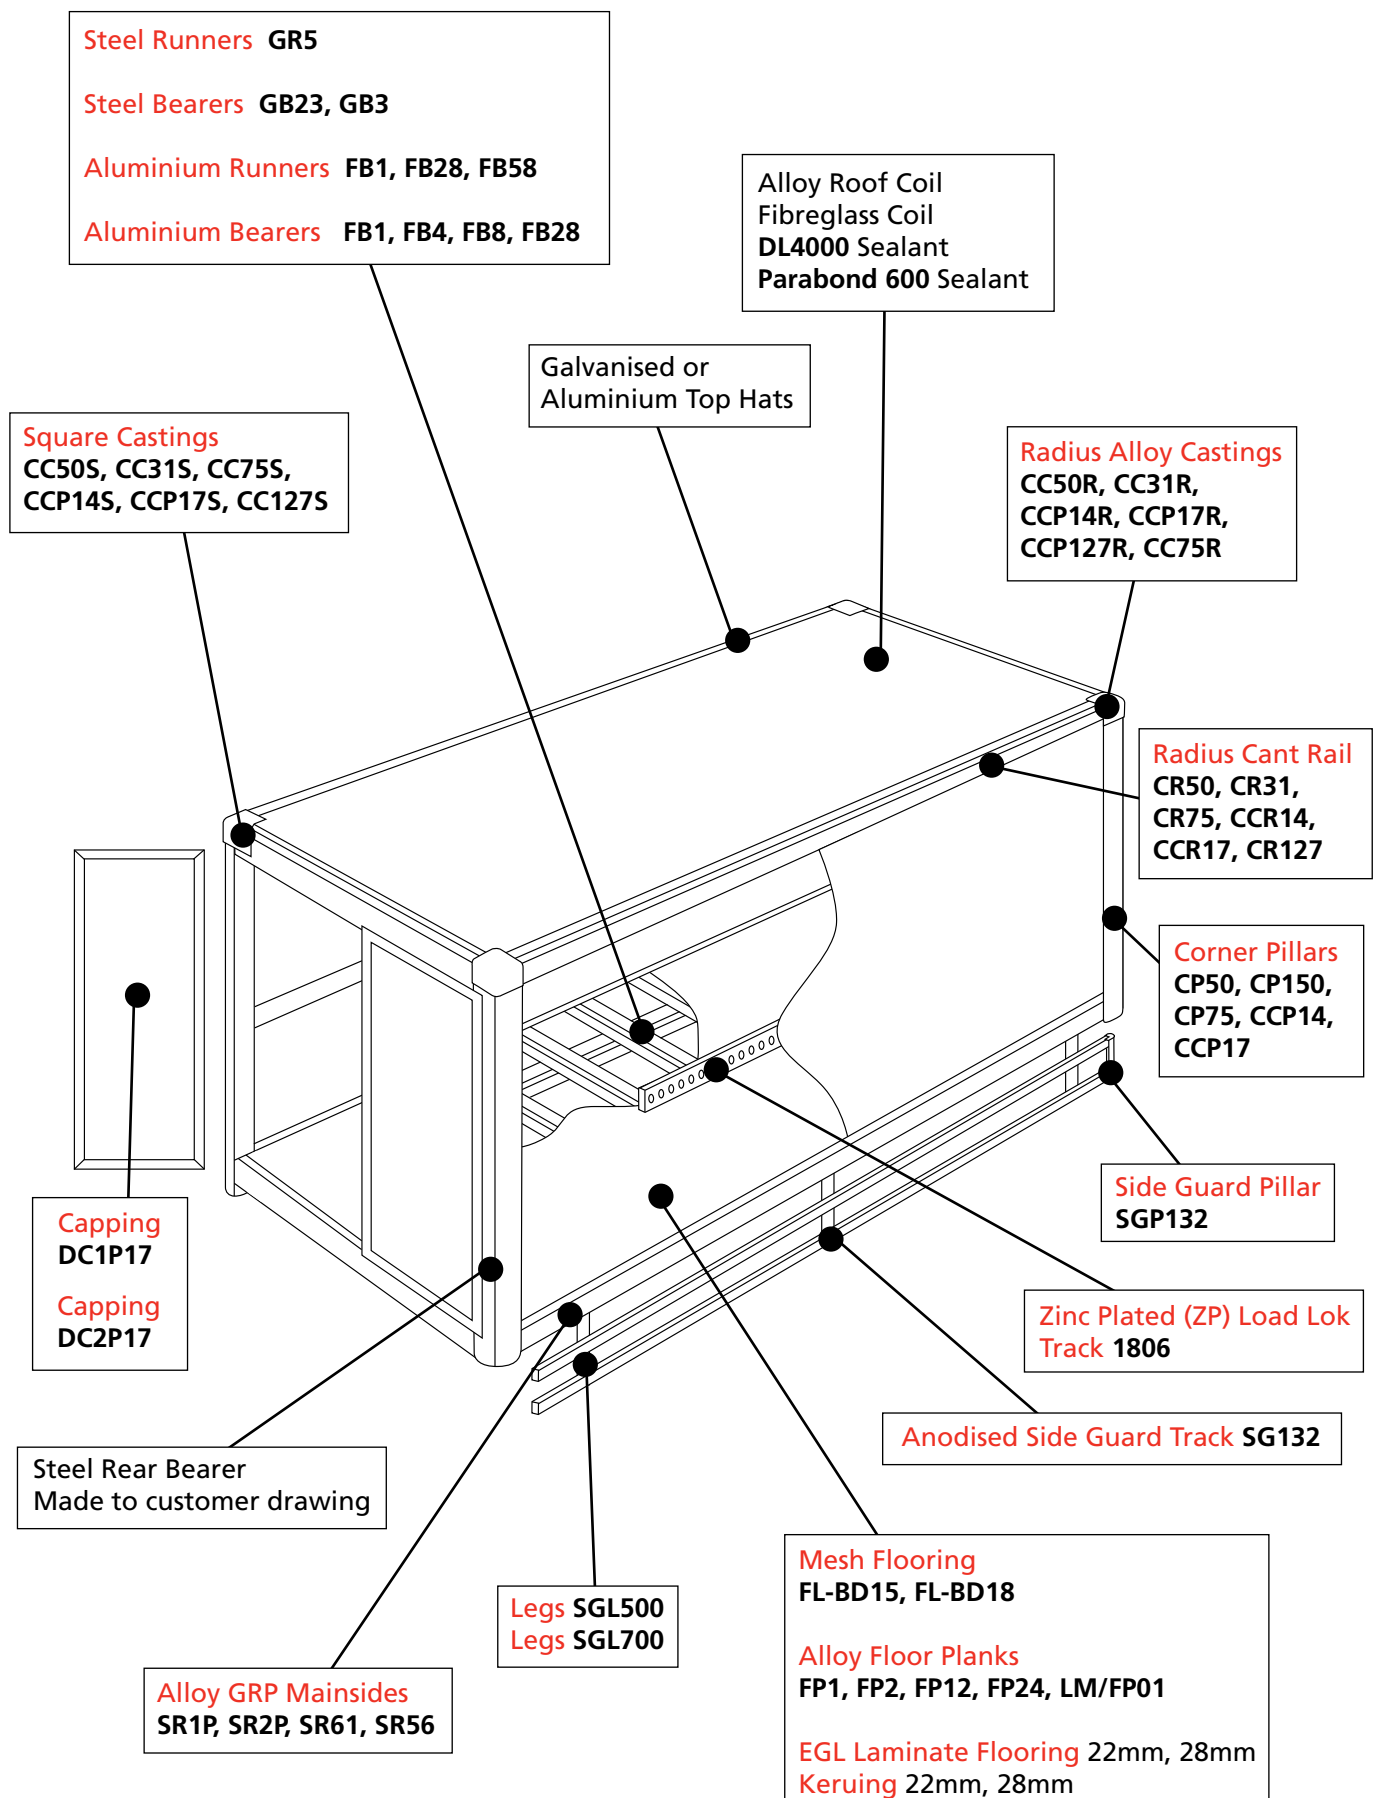 Steel Runners GR5
Steel Bearers GB23, GB3
Aluminium Runners FB1, FB28, FB58
Aluminium Bearers FB1, FB4, FB8, FB28
Alloy Roof Coil
Fibreglass Coil
DL4000 Sealant
Parabond 600 Sealant
Galvanised or
Aluminium Top Hats
Square Castings
CC50S, CC31S, CC75S,
CCP14S, CCP17S, CC127S
Radius Alloy Castings
CC50R, CC31R,
CCP14R, CCP17R,
CCP127R, CC75R
Radius Cant Rail
CR50, CR31,
CR75, CCR14,
CCR17, CR127
Corner Pillars
CP50, CP150,
CP75, CCP14,
CCP17
Side Guard Pillar
SGP132
Capping
DC1P17
Capping
DC2P17
Zinc Plated (ZP) Load Lok
Track 1806
Anodised Side Guard Track SG132
Steel Rear Bearer
Made to customer drawing
Mesh Flooring
FL-BD15, FL-BD18
Alloy Floor Planks
FP1, FP2, FP12, FP24, LM/FP01
EGL Laminate Flooring 22mm, 28mm
Keruing 22mm, 28mm
Legs SGL500
Legs SGL700
Alloy GRP Mainsides
SR1P, SR2P, SR61, SR56